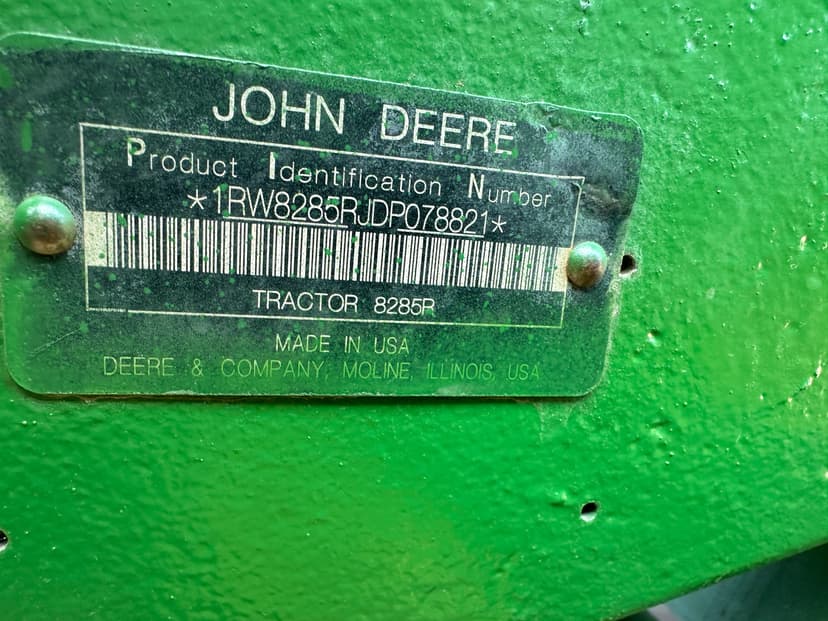 JOHN DEERE
Product Identification Number
*1RW8285RJDP078821*
TRACTOR 8285R
MADE IN USA
DEERE & COMPANY, MOLINE, ILLINOIS, USA